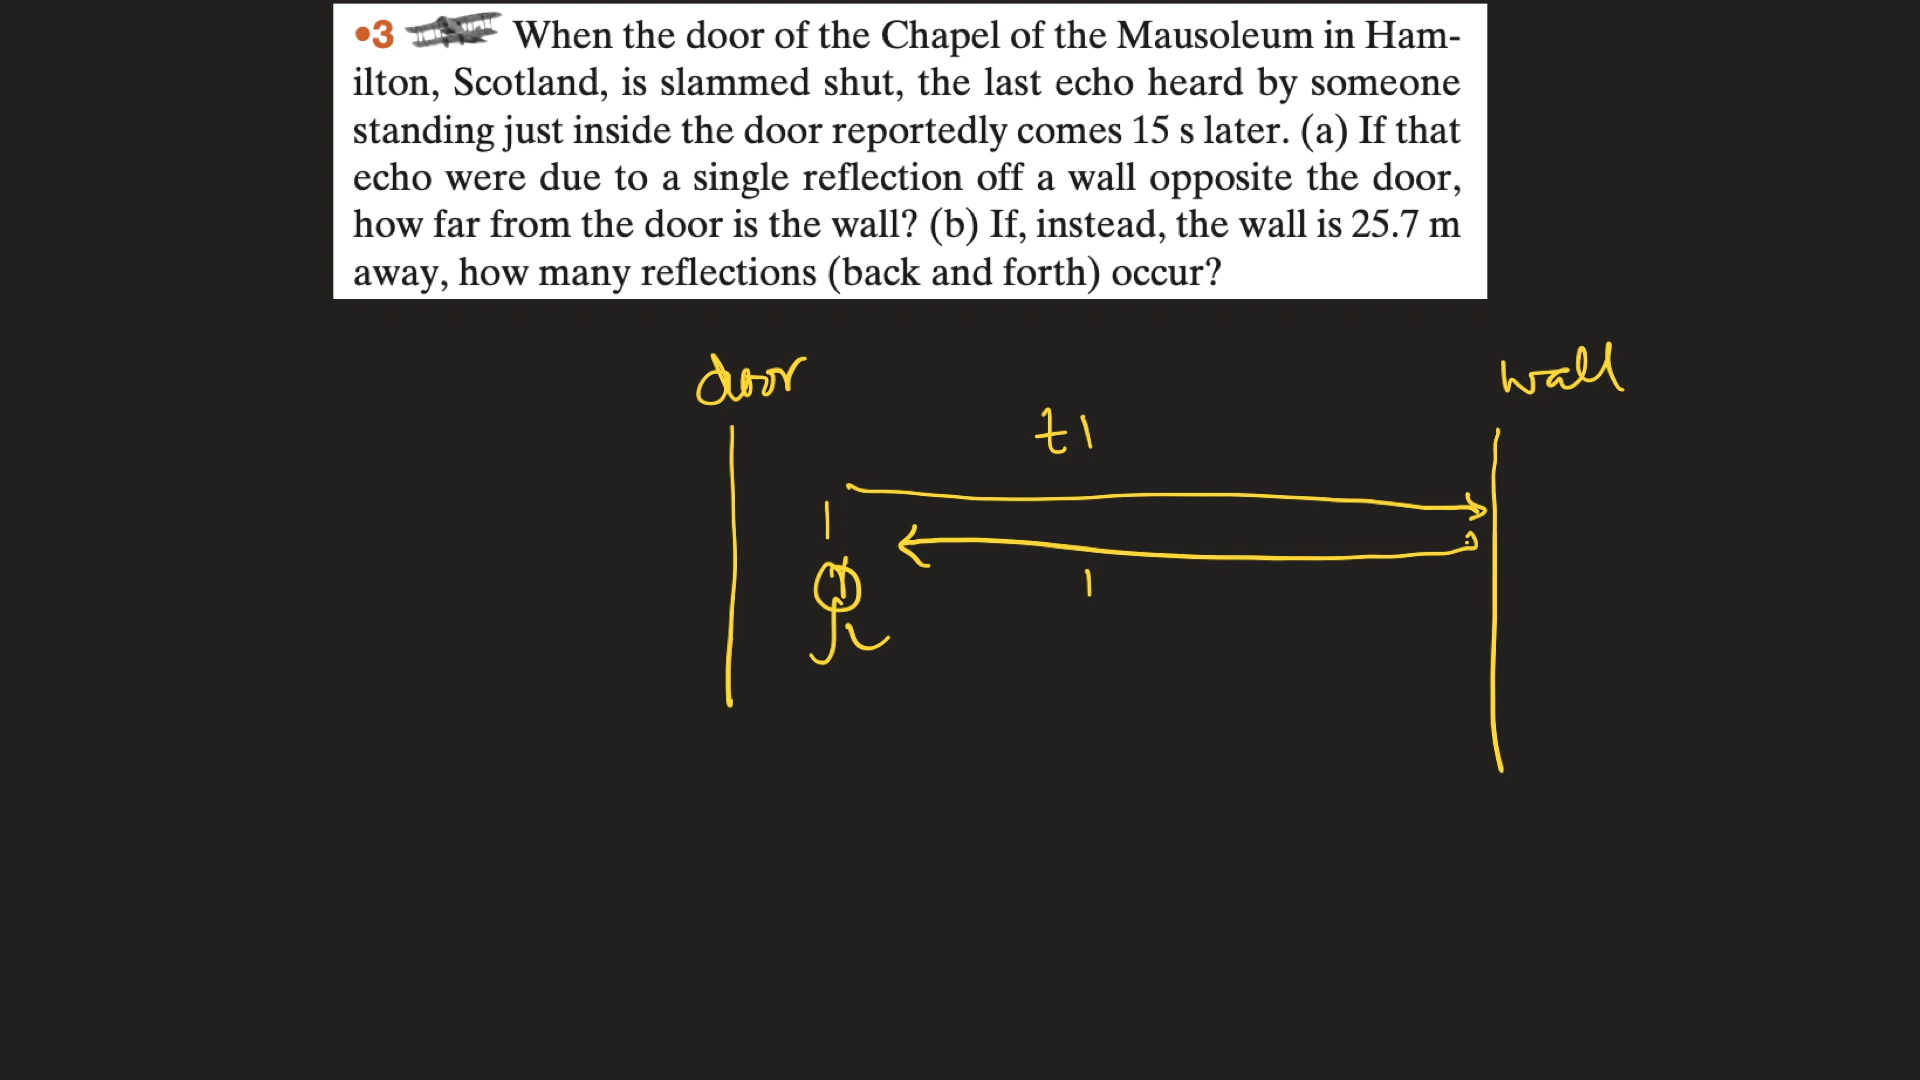 •3 When the door of the Chapel of the Mausoleum in Ham-
ilton, Scotland, is slammed shut, the last echo heard by someone
standing just inside the door reportedly comes 15 s later. (a) If that
echo were due to a single reflection off a wall opposite the door,
how far from the door is the wall? (b) If, instead, the wall is 25.7 m
away, how many reflections (back and forth) occur?
door
wall
t1